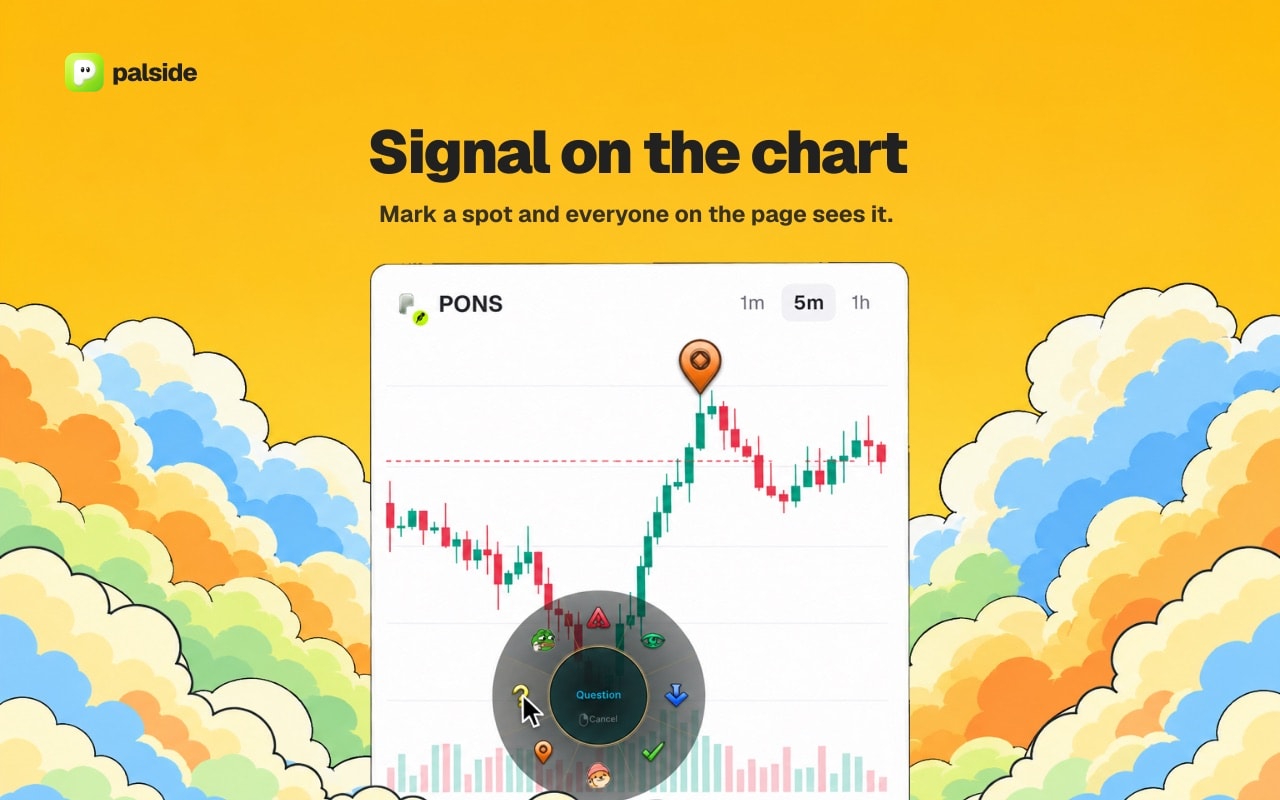 palside
Signal on the chart
Mark a spot and everyone on the page sees it.
PONS
1m 5m 1h
?
Question
Cancel